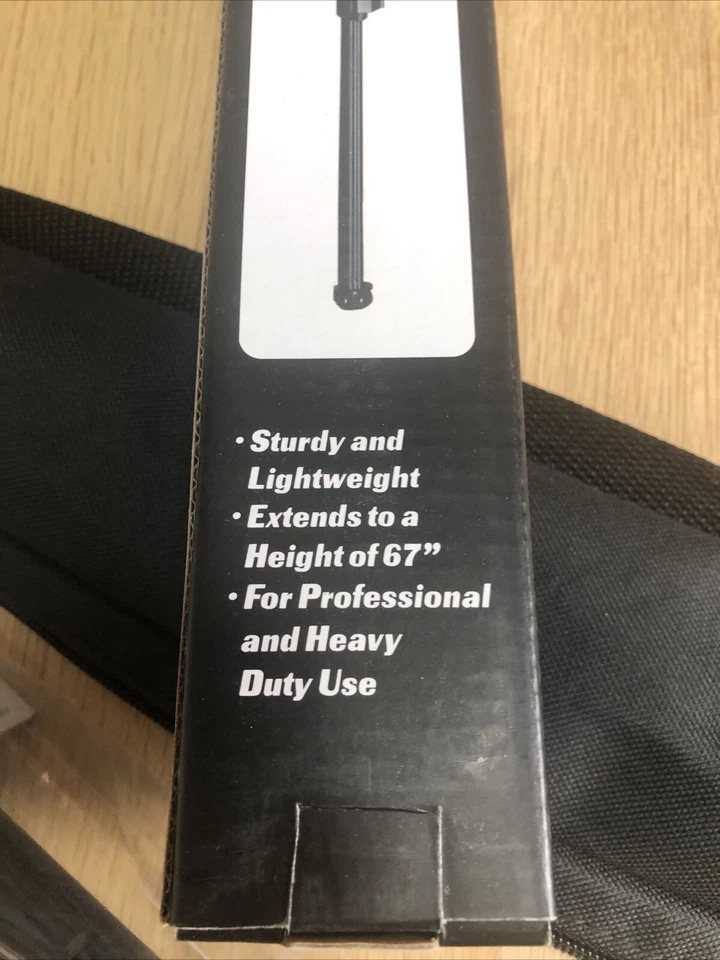 • Sturdy and
Lightweight
• Extends to a
Height of 67”
• For Professional
and Heavy
Duty Use